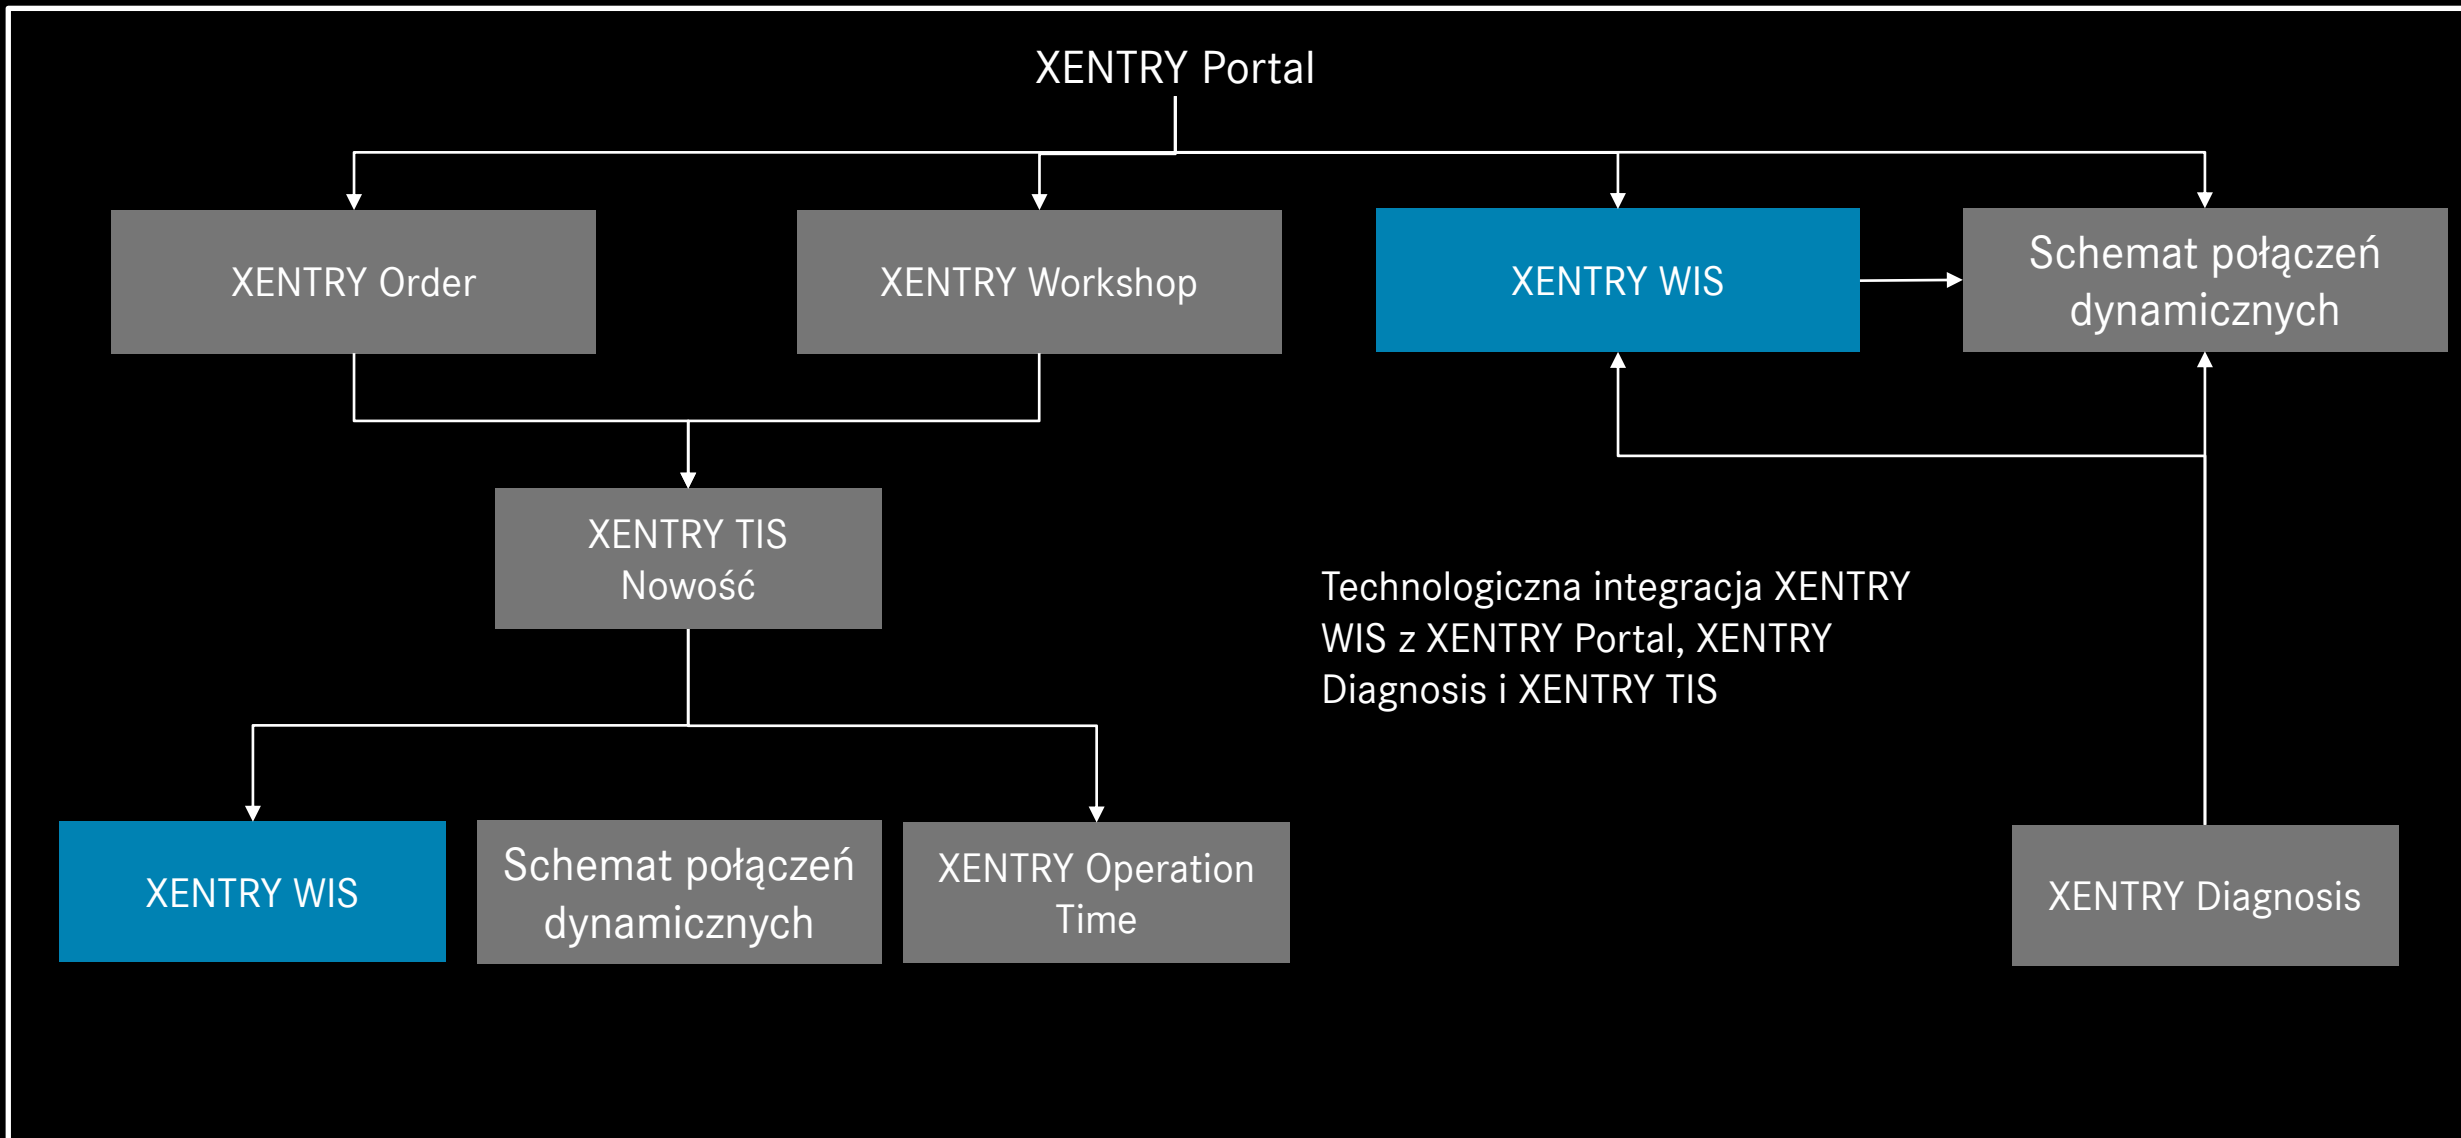 XENTRY Portal
XENTRY Order
XENTRY Workshop
XENTRY WIS
Schemat połączeń
dynamicznych
XENTRY TIS
Nowość
Technologiczna integracja XENTRY
WIS z XENTRY Portal, XENTRY
Diagnosis i XENTRY TIS
XENTRY WIS
Schemat połączeń
dynamicznych
XENTRY Operation
Time
XENTRY Diagnosis